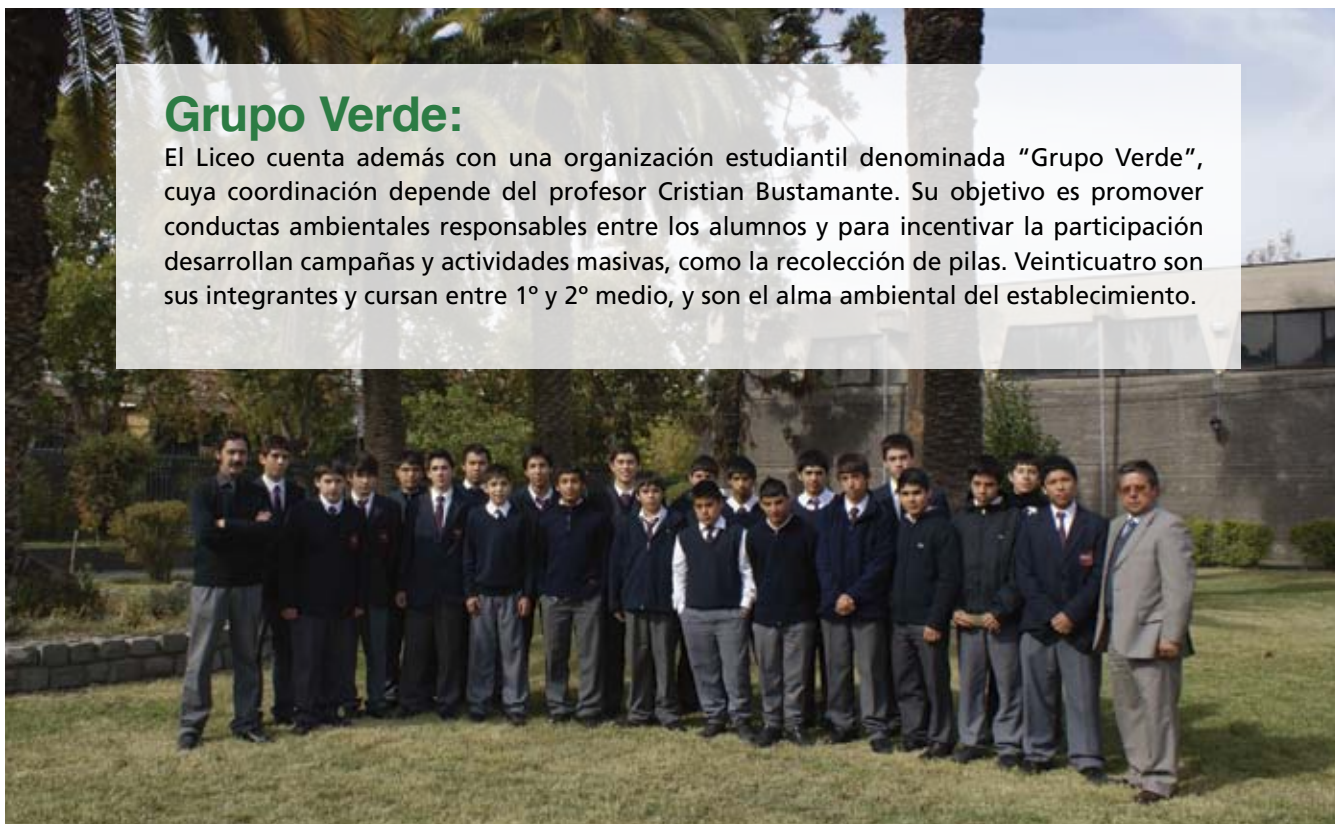 Grupo Verde:
El Liceo cuenta además con una organización estudiantil denominada “Grupo Verde”,
cuya coordinación depende del profesor Cristian Bustamante. Su objetivo es promover
conductas ambientales responsables entre los alumnos y para incentivar la participación
desarrollan campañas y actividades masivas, como la recolección de pilas. Veinticuatro son
sus integrantes y cursan entre 1º y 2º medio, y son el alma ambiental del establecimiento.